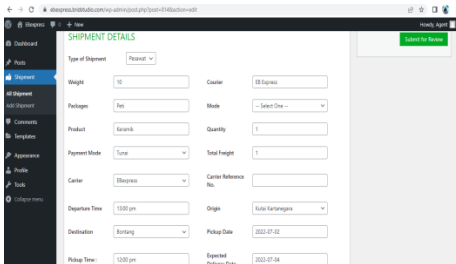 ebexpress.bridstudio.com/wp-admin/post.php?post=814&action=edit
Ebexpres 3 + New Howdy, Agent
Dashboard
Posts
Shipment
All Shipment
Add Shipment
Comments
Templates
Appearance
Profile
Tools
Collapse menu
SHIPMENT DETAILS
Submit for Review
Type of Shipment Pesawat
Weight 10 Courier EB Express
Packages Peti Mode -- Select One --
Product Keramik Quantity 1
Payment Mode Tunai Total Freight 1
Carrier EBexpress Carrier Reference
No.
Departure Time 13:00 pm Origin Kutai Kartanegara
Destination Bontang Pickup Date 2022-07-02
Pickup Time : 12:00 pm Expected
Delivery Date 2022-07-04